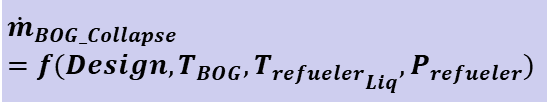 ṁ_BOG_Collapse
= f(Design, T_BOG, T_refueler_Liq, P_refueler)